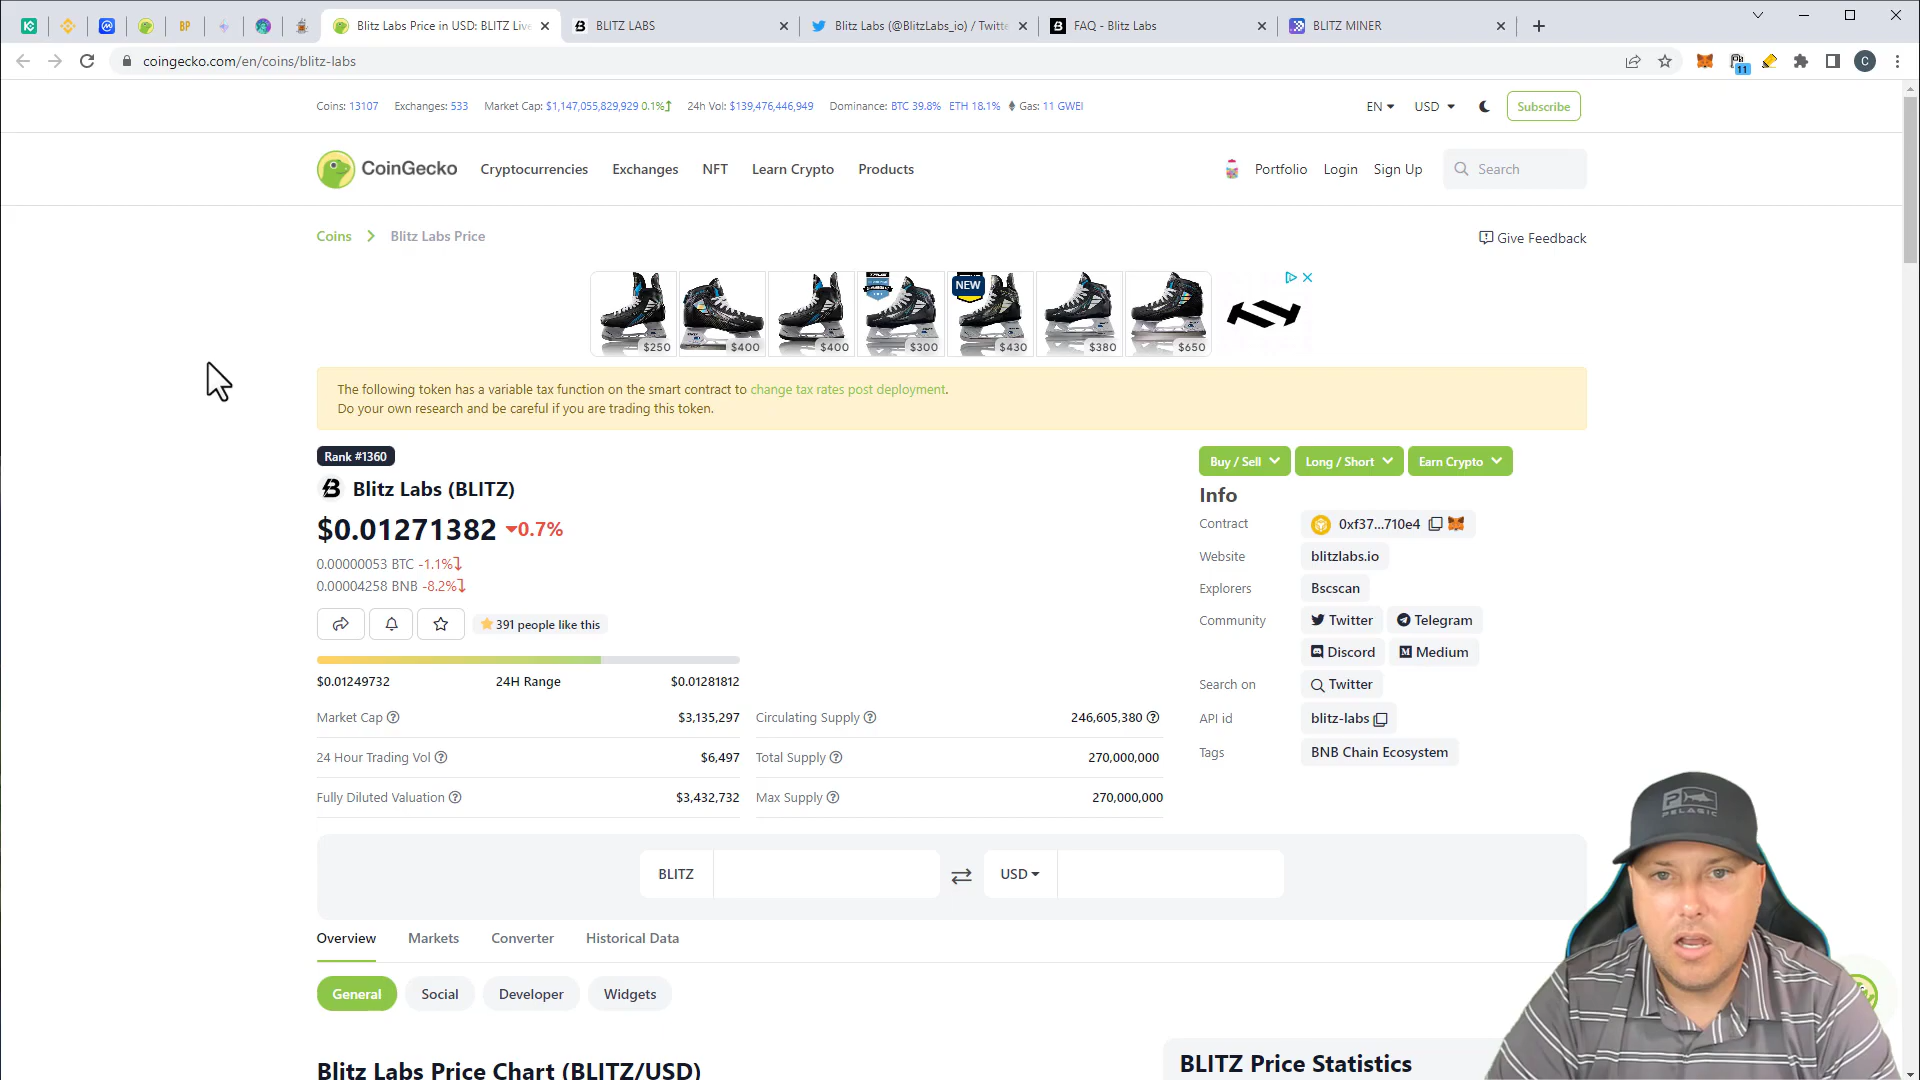 Blitz Labs Price in USD: BLITZ Live
BLITZ LABS
Blitz Labs (@BlitzLabs_io) / Twitte
FAQ - Blitz Labs
BLITZ MINER
coingecko.com/en/coins/blitz-labs
11
C
Coins: 13107
Exchanges: 533
Market Cap: $1,147,055,829,929 0.1%
24h Vol: $139,476,446,949
Dominance: BTC 39.8% ETH 18.1%
Gas: 11 GWEI
EN
USD
Subscribe
CoinGecko
Cryptocurrencies
Exchanges
NFT
Learn Crypto
Products
Portfolio
Login
Sign Up
Search
Coins
Blitz Labs Price
Give Feedback
$250
$400
$400
$300
NEW
$430
$380
$650
The following token has a variable tax function on the smart contract to change tax rates post deployment.
Do your own research and be careful if you are trading this token.
Rank #1360
Blitz Labs (BLITZ)
$0.01271382 0.7%
0.00000053 BTC -1.1%
0.00004258 BNB -8.2%
391 people like this
$0.01249732
24H Range
$0.01281812
Market Cap
$3,135,297
Circulating Supply
246,605,380
24 Hour Trading Vol
$6,497
Total Supply
270,000,000
Fully Diluted Valuation
$3,432,732
Max Supply
270,000,000
Buy / Sell
Long / Short
Earn Crypto
Info
Contract
0xf37...710e4
Website
blitzlabs.io
Explorers
Bscscan
Community
Twitter
Telegram
Discord
Medium
Search on
Twitter
API id
blitz-labs
Tags
BNB Chain Ecosystem
BLITZ
USD
Overview
Markets
Converter
Historical Data
General
Social
Developer
Widgets
Blitz Labs Price Chart (BLITZ/USD)
BLITZ Price Statistics
PELAGIC